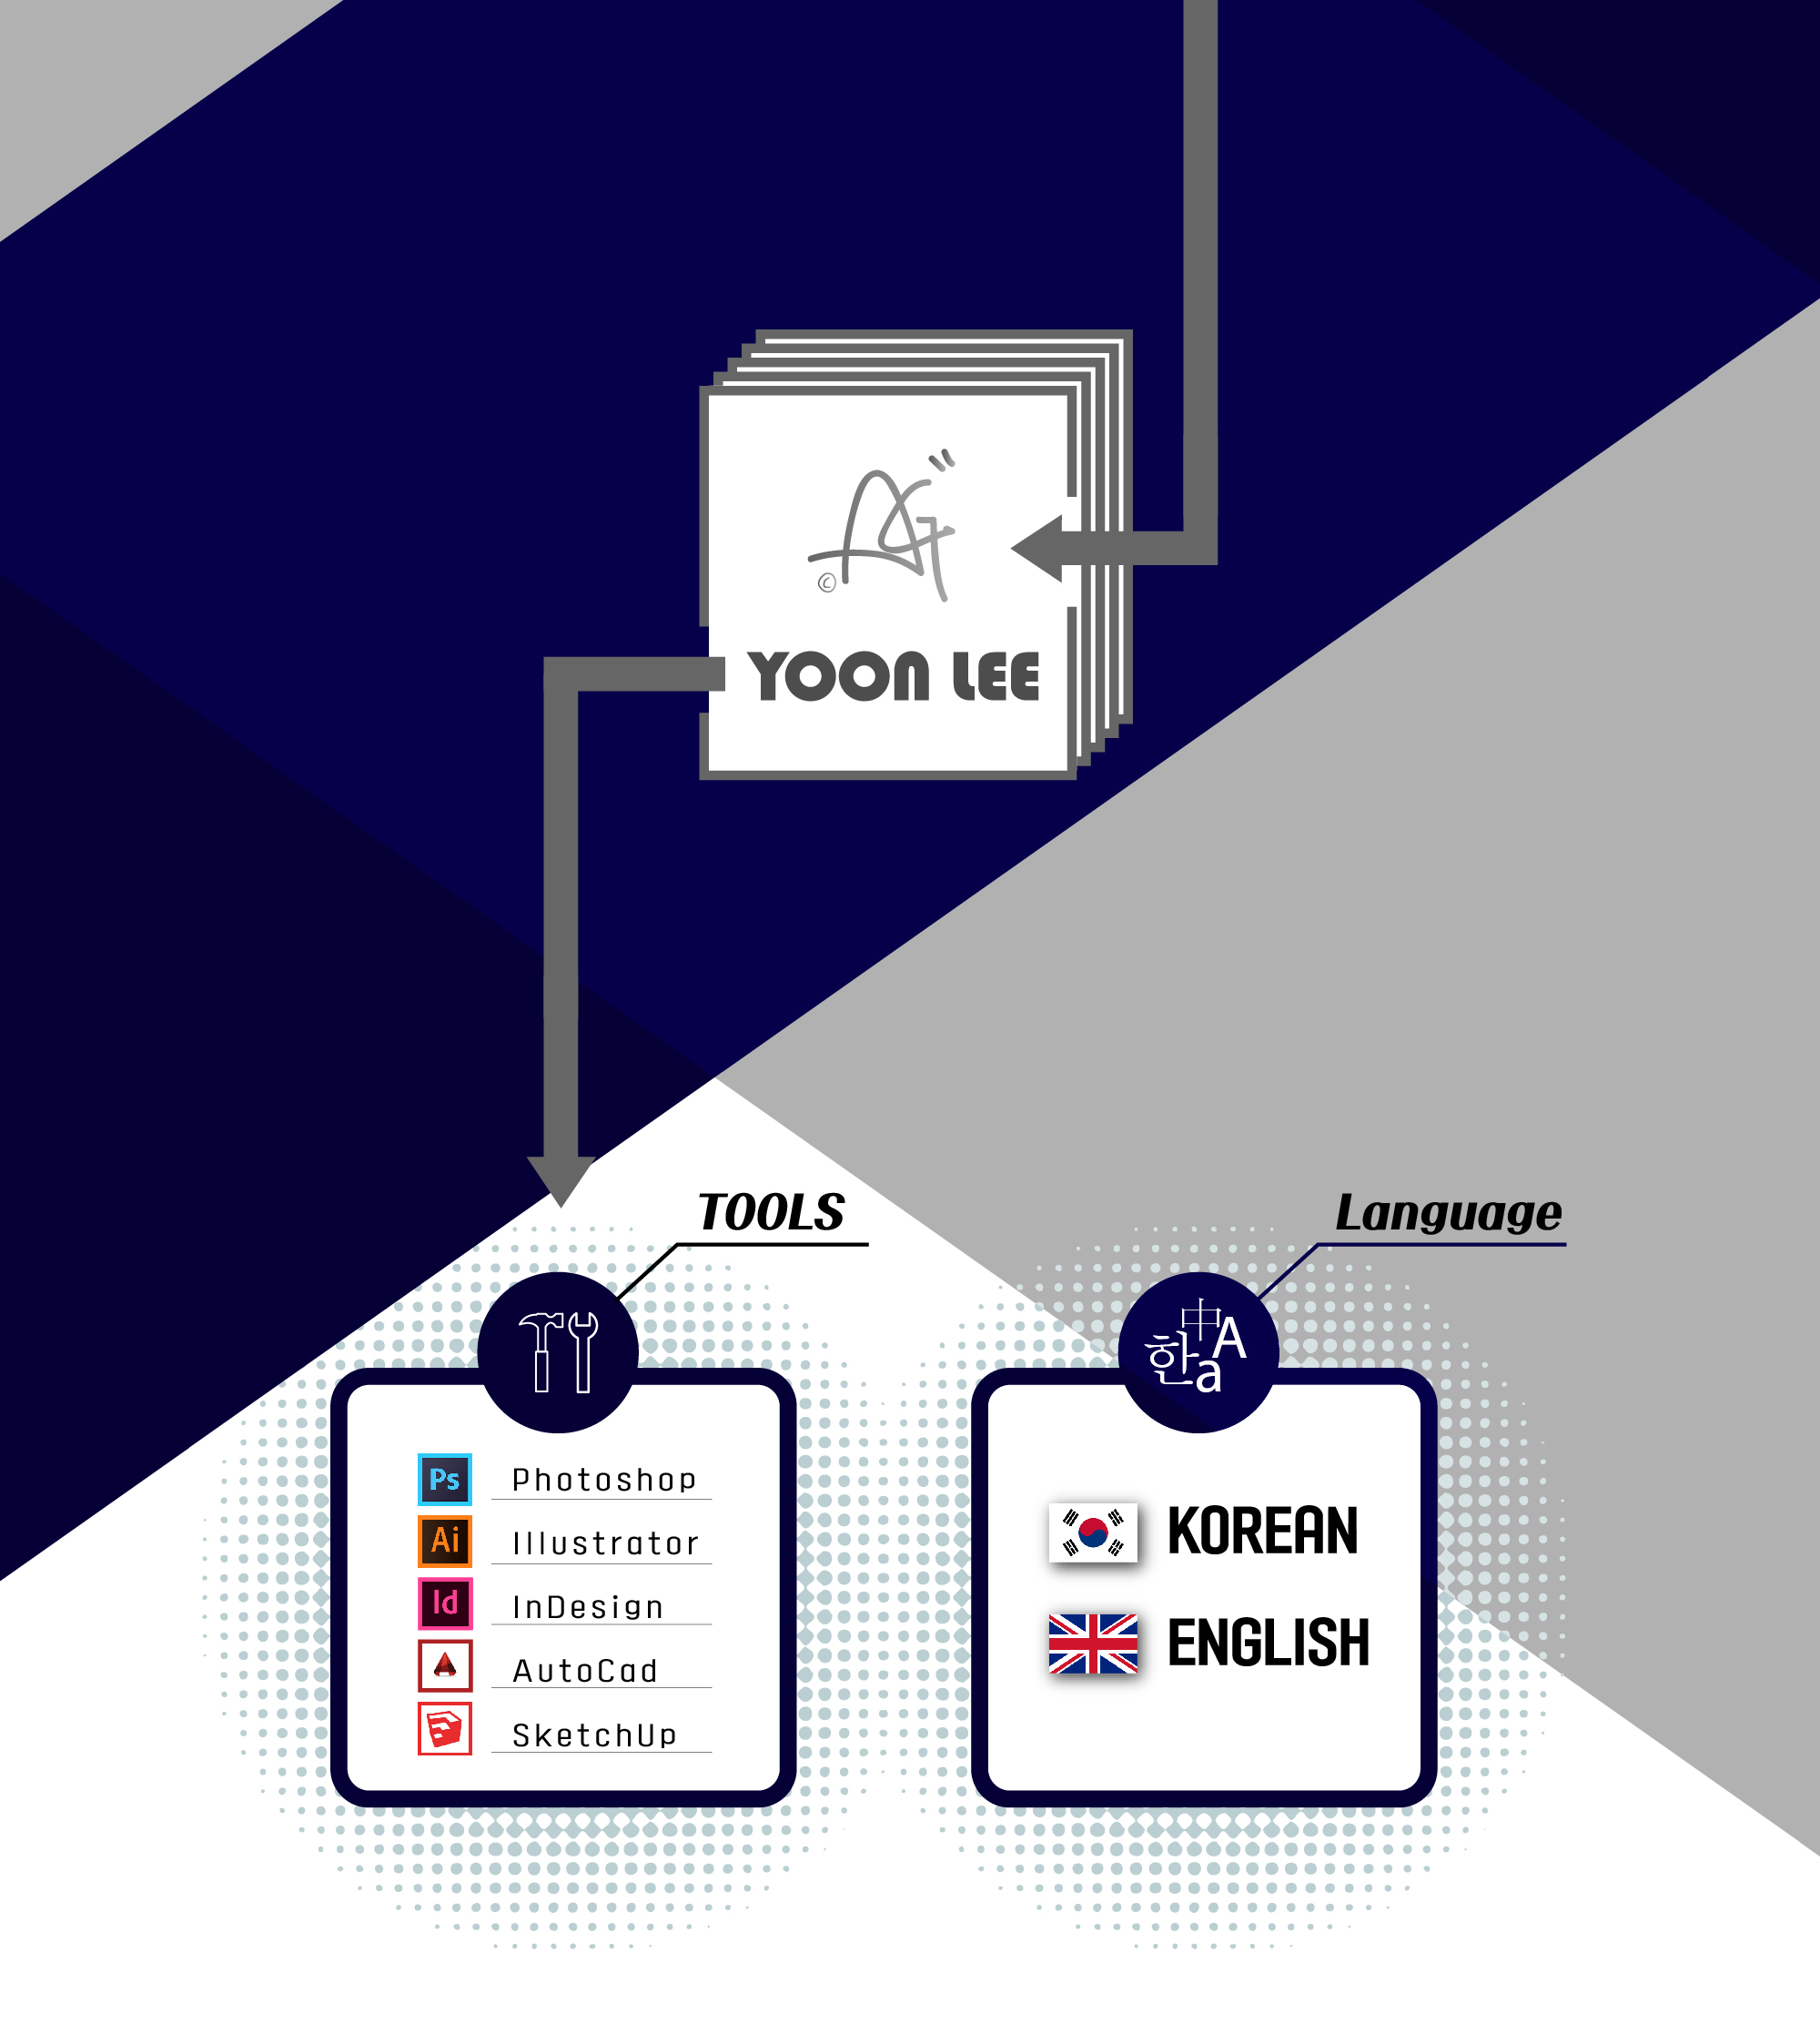 ©
YOON LEE
TOOLS
Language
中
A
한
a
Ps Photoshop
Ai Illustrator
Id InDesign
AutoCad
SketchUp
KOREAN
ENGLISH